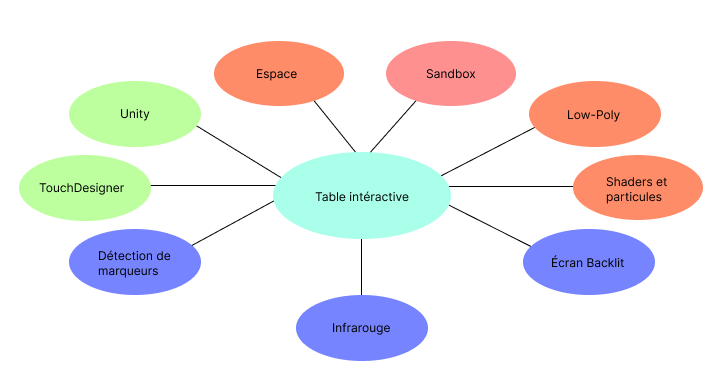 Espace
Sandbox
Unity
Low-Poly
TouchDesigner
Shaders et
particules
Table intéractive
Détection de
marqueurs
Écran Backlit
Infrarouge